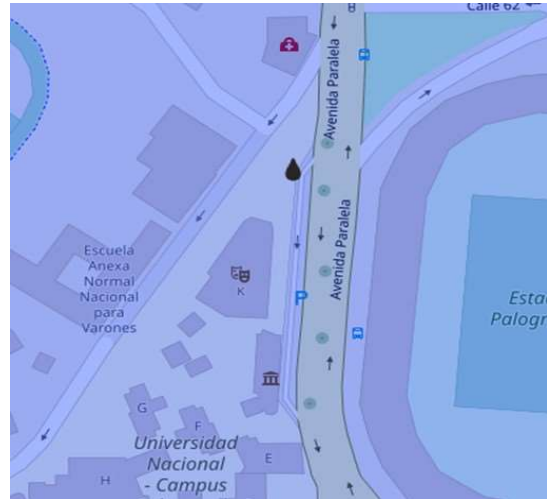 Calle 62
B
Avenida Paralela
Avenida Paralela
Escuela
Anexa
Normal
Nacional
para
Varones
K
P
Esta
Palogr
G
F
E
H
Universidad
Nacional
- Campus